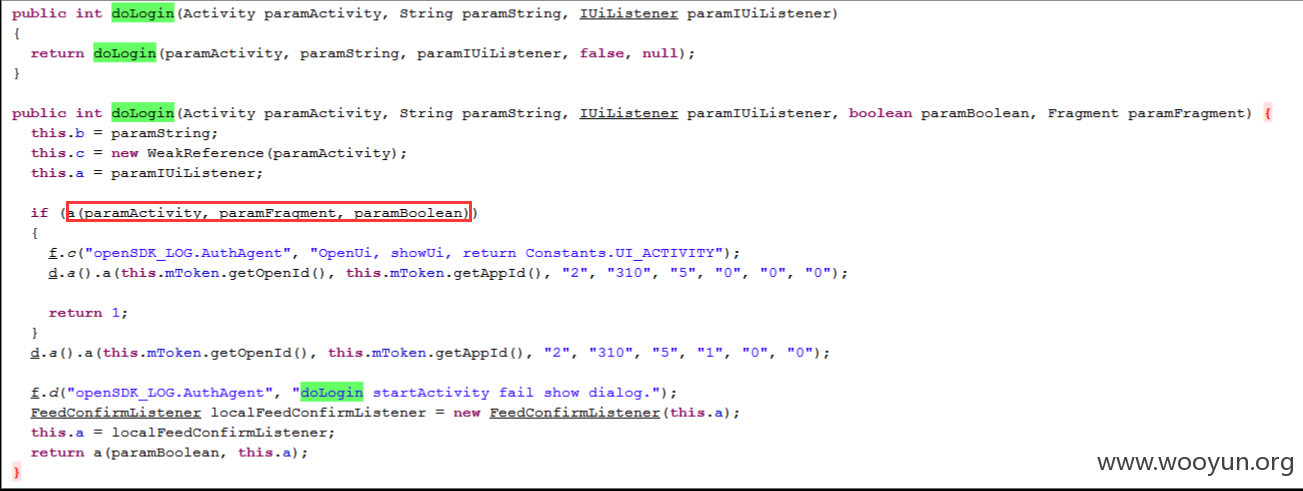 public int doLogin(Activity paramActivity, String paramString, IUiListener paramIUiListener)
{
return doLogin(paramActivity, paramString, paramIUiListener, false, null);
}
public int doLogin(Activity paramActivity, String paramString, IUiListener paramIUiListener, boolean paramBoolean, Fragment paramFragment) {
this.b = paramString;
this.c = new WeakReference(paramActivity);
this.a = paramIUiListener;
if (a(paramActivity, paramFragment, paramBoolean))
{
f.c("openSDK_LOG.AuthAgent", "OpenUi, showUi, return Constants.UI_ACTIVITY");
d.a().a(this.mToken.getOpenId(), this.mToken.getAppId(), "2", "310", "5", "0", "0", "0");
return 1;
}
d.a().a(this.mToken.getOpenId(), this.mToken.getAppId(), "2", "310", "5", "1", "0", "0");
f.d("openSDK_LOG.AuthAgent", "doLogin startActivity fail show dialog.");
FeedConfirmListener localFeedConfirmListener = new FeedConfirmListener(this.a);
this.a = localFeedConfirmListener;
return a(paramBoolean, this.a);
}
www.wooyun.org